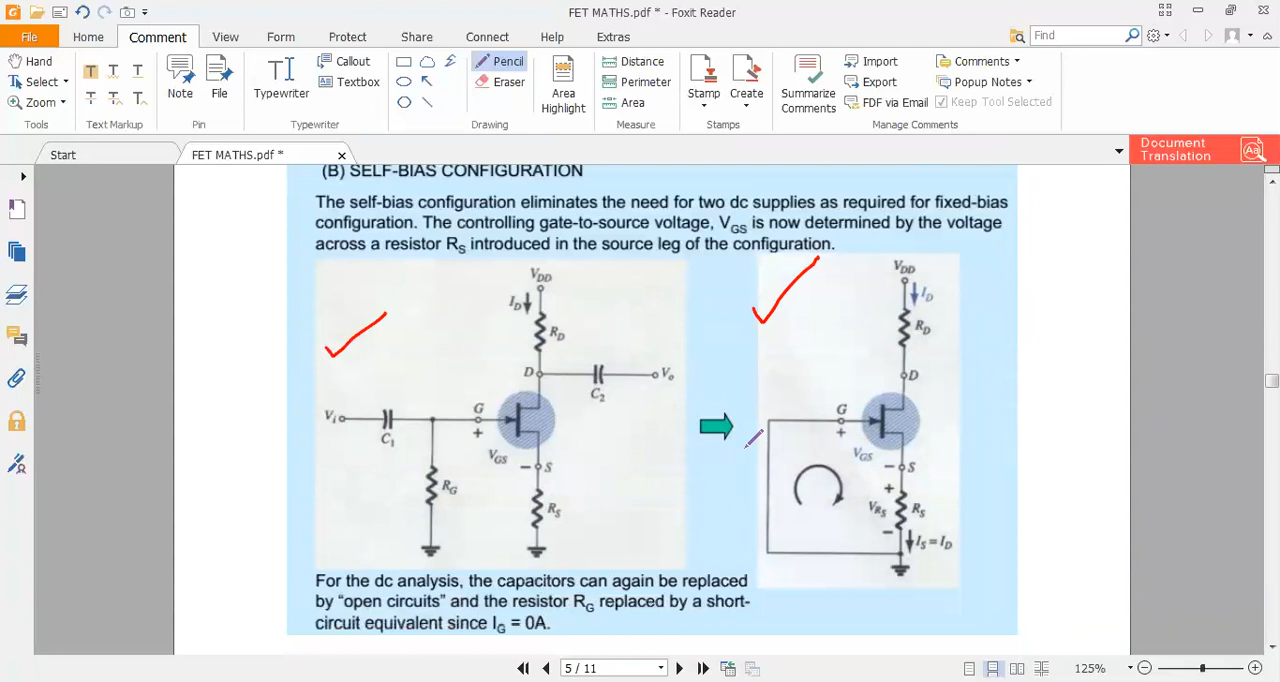 FET MATHS.pdf * - Foxit Reader
File Home Comment View Form Protect Share Connect Help Extras Find
Hand Select Zoom
Tools
T T T
T T T
Text Markup
Note File
Pin
Typewriter Callout Textbox
Typewriter
Pencil Eraser
Drawing
Area Highlight
Distance Perimeter Area
Measure
Stamp Create
Stamps
Summarize Comments
Import Export FDF via Email
Comments Popup Notes Keep Tool Selected
Manage Comments
Start FET MATHS.pdf *
Document Translation
(B) SELF-BIAS CONFIGURATION
The self-bias configuration eliminates the need for two dc supplies as required for fixed-bias
configuration. The controlling gate-to-source voltage, VGS is now determined by the voltage
across a resistor RS introduced in the source leg of the configuration.
VDD
ID
RD
D
C2
Vo
Vi
C1
G
+
VGS
−
S
RG
RS
VDD
ID
RD
D
G
+
VGS
−
S
+
VRS
RS
−
IS = ID
For the dc analysis, the capacitors can again be replaced
by “open circuits” and the resistor RG replaced by a short-
circuit equivalent since IG = 0A.
5 / 11
125%